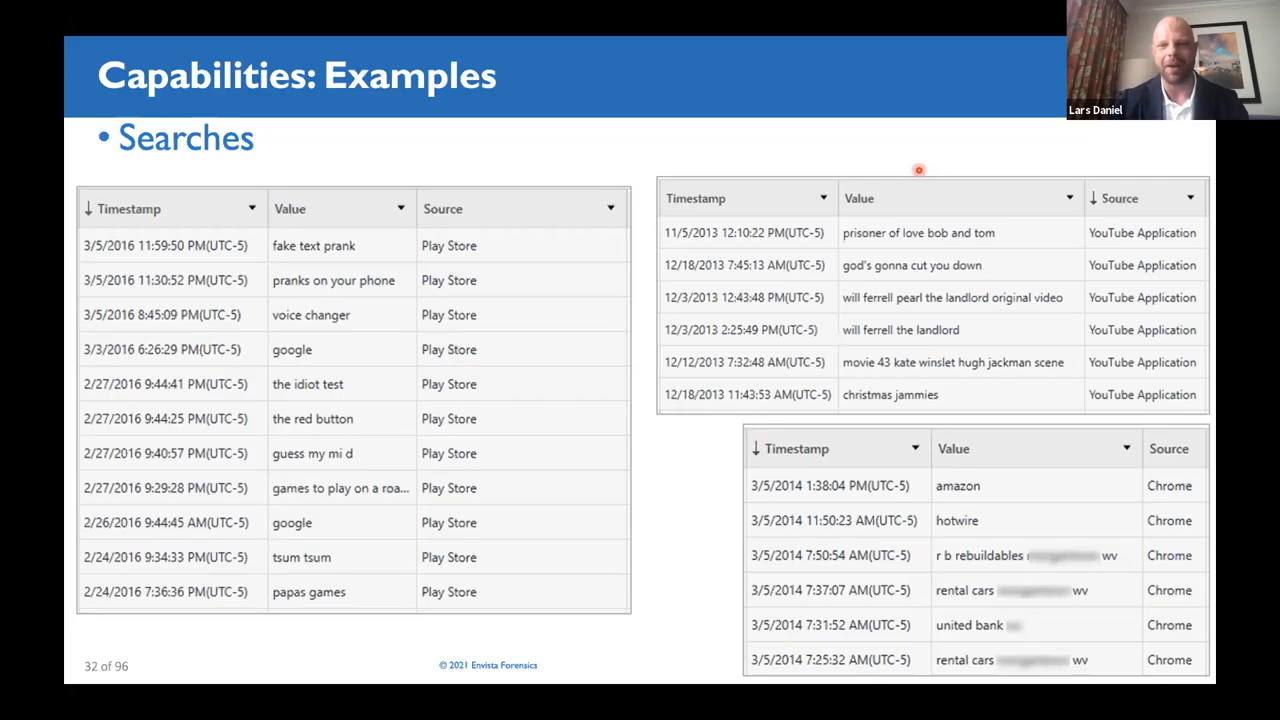 Capabilities: Examples
Lars Daniel
• Searches
↓ Timestamp Value Source
3/5/2016 11:59:50 PM(UTC-5) fake text prank Play Store
3/5/2016 11:30:52 PM(UTC-5) pranks on your phone Play Store
3/5/2016 8:45:09 PM(UTC-5) voice changer Play Store
3/3/2016 6:26:29 PM(UTC-5) google Play Store
2/27/2016 9:44:41 PM(UTC-5) the idiot test Play Store
2/27/2016 9:44:25 PM(UTC-5) the red button Play Store
2/27/2016 9:40:57 PM(UTC-5) guess my mi d Play Store
2/27/2016 9:29:28 PM(UTC-5) games to play on a roa... Play Store
2/26/2016 9:44:45 AM(UTC-5) google Play Store
2/24/2016 9:34:33 PM(UTC-5) tsum tsum Play Store
2/24/2016 7:36:36 PM(UTC-5) papas games Play Store
Timestamp Value ↓ Source
11/5/2013 12:10:22 PM(UTC-5) prisoner of love bob and tom YouTube Application
12/18/2013 7:45:13 AM(UTC-5) god's gonna cut you down YouTube Application
12/3/2013 12:43:48 PM(UTC-5) will ferrell pearl the landlord original video YouTube Application
12/3/2013 2:25:49 PM(UTC-5) will ferrell the landlord YouTube Application
12/12/2013 7:32:48 AM(UTC-5) movie 43 kate winslet hugh jackman scene YouTube Application
12/18/2013 11:43:53 AM(UTC-5) christmas jammies YouTube Application
↓ Timestamp Value Source
3/5/2014 1:38:04 PM(UTC-5) amazon Chrome
3/5/2014 11:50:23 AM(UTC-5) hotwire Chrome
3/5/2014 7:50:54 AM(UTC-5) r b rebuildables wv Chrome
3/5/2014 7:37:07 AM(UTC-5) rental cars wv Chrome
3/5/2014 7:31:52 AM(UTC-5) united bank Chrome
3/5/2014 7:25:32 AM(UTC-5) rental cars wv Chrome
32 of 96
© 2021 Envista Forensics